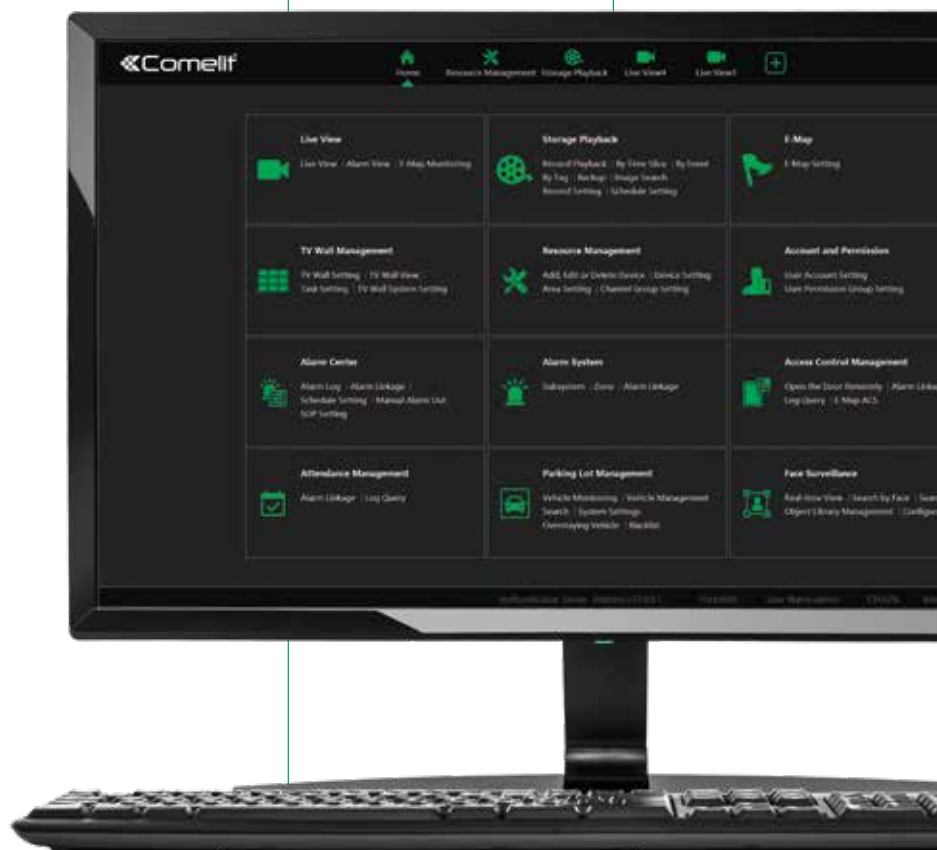 Comelit
Home Resource Management Storage Playback Live View4 Live View1
Live View
Live View | Alarm View | E-Map Monitoring
Storage Playback
Record Playback | By Time Slice | By Event
By Tag | Backup | Image Search
Record Setting | Schedule Setting
E-Map
E-Map Setting
TV Wall Management
TV Wall Setting | TV Wall View
Task Setting | TV Wall System Setting
Resource Management
Add, Edit or Delete Device | Device Setting
Area Setting | Channel Group Setting
Account and Permission
User Account Setting
User Permission Group Setting
Alarm Center
Alarm Log | Alarm Linkage |
Schedule Setting | Manual Alarm Out
SOP Setting
Alarm System
Subsystem | Zone | Alarm Linkage
Access Control Management
Open the Door Remotely | Alarm Linka
Log Query | E-Map ACS
Attendance Management
Alarm Linkage | Log Query
Parking Lot Management
Vehicle Monitoring | Vehicle Management
Search | System Settings
Overstaying Vehicle | Blacklist
Face Surveillance
Real-time View | Search by Face | Sear
Object Library Management | Configur